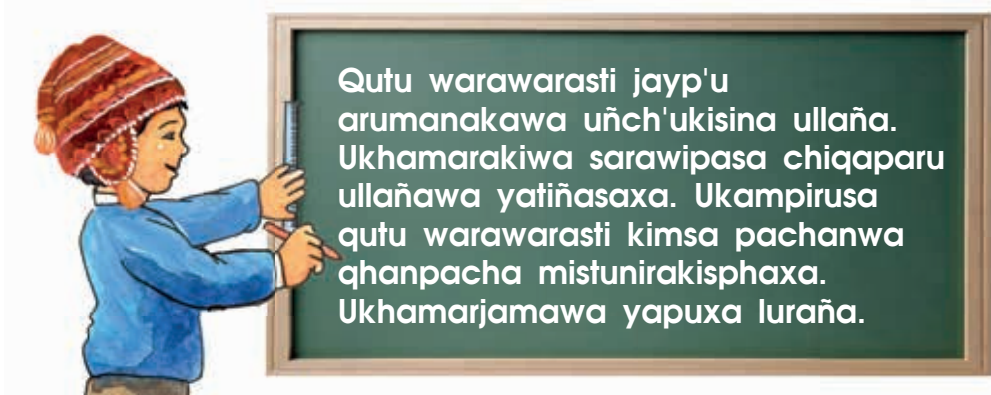 Qutu warawarasti jayp'u
arumanakawa uñch'ukisina ullaña.
Ukhamarakiwa sarawipasa chiqaparu
ullañawa yatiñasaxa. Ukampirusa
qutu warawarasti kimsa pachanwa
qhanpacha mistunirakisphaxa.
Ukhamarjamawa yapuxa luraña.